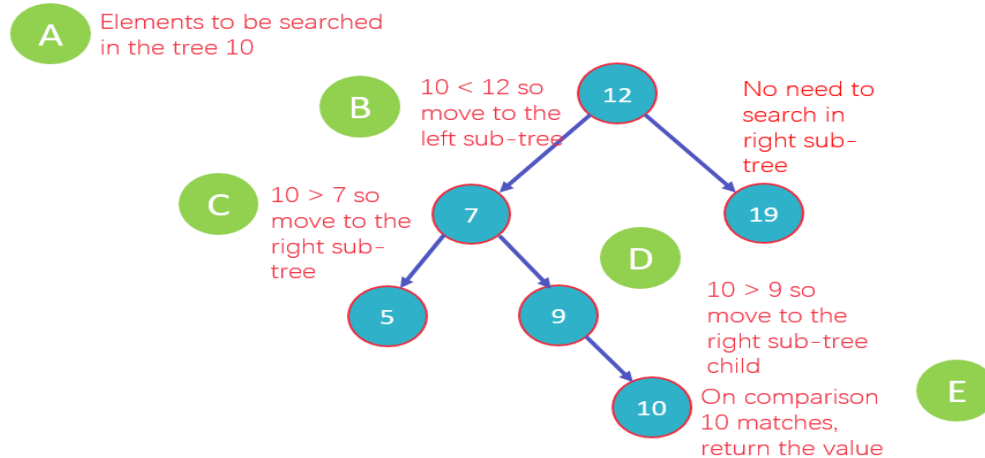 A
Elements to be searched
in the tree 10
B
10 < 12 so
move to the
left sub-tree
12
No need to
search in
right sub-
tree
C
10 > 7 so
move to the
right sub-
tree
7
19
D
5
9
10 > 9 so
move to the
right sub-tree
child
10
On comparison
10 matches,
return the value
E